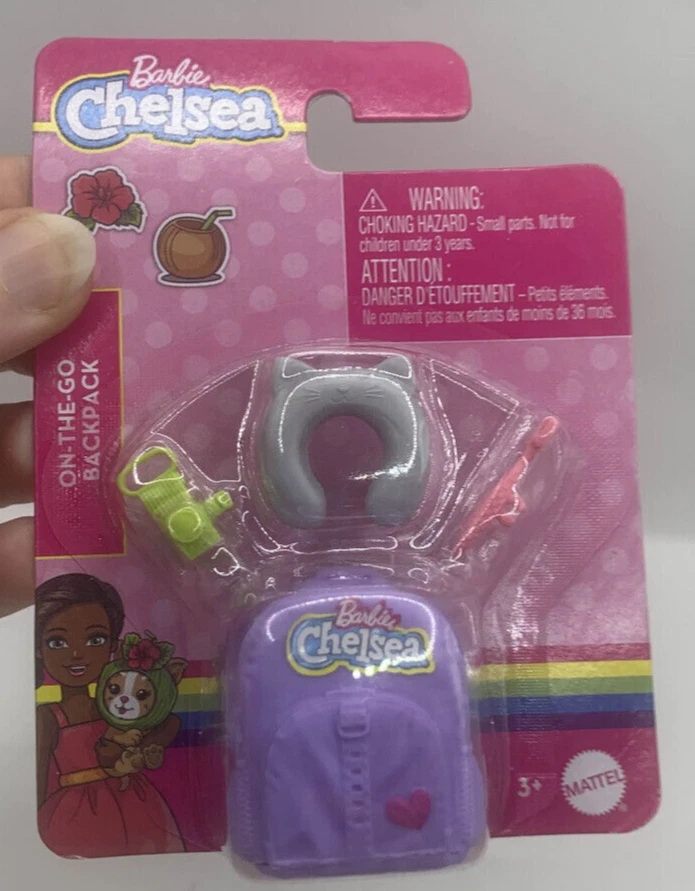 Barbie
Chelsea
WARNING:
CHOKING HAZARD - Small parts. Not for
children under 3 years.
ATTENTION :
DANGER D'ÉTOUFFEMENT – Petits éléments.
Ne convient pas aux enfants de moins de 36 mois.
ON-THE-GO
BACKPACK
Barbie
Chelsea
3+
MATTEL